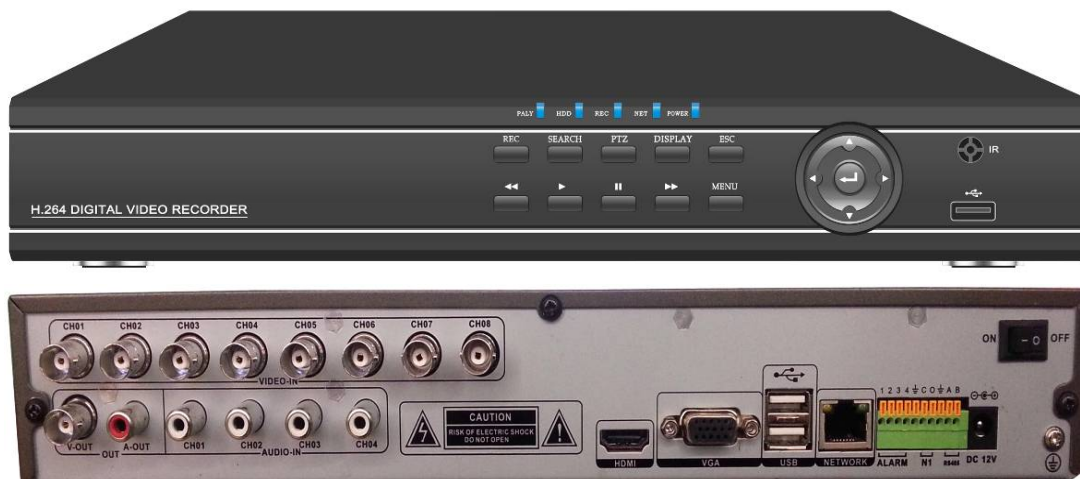 PALY HDD REC NET POWER
REC SEARCH PTZ DISPLAY ESC
IR
MENU
H.264 DIGITAL VIDEO RECORDER
CH01 CH02 CH03 CH04 CH05 CH06 CH07 CH08
ON OFF
VIDEO-IN
1 2 3 4 C O A B
CAUTION
RISK OF ELECTRIC SHOCK
DO NOT OPEN
V-OUT A-OUT CH01 CH02 CH03 CH04
OUT AUDIO-IN
HDMI VGA USB NETWORK ALARM N1 RS485 DC 12V